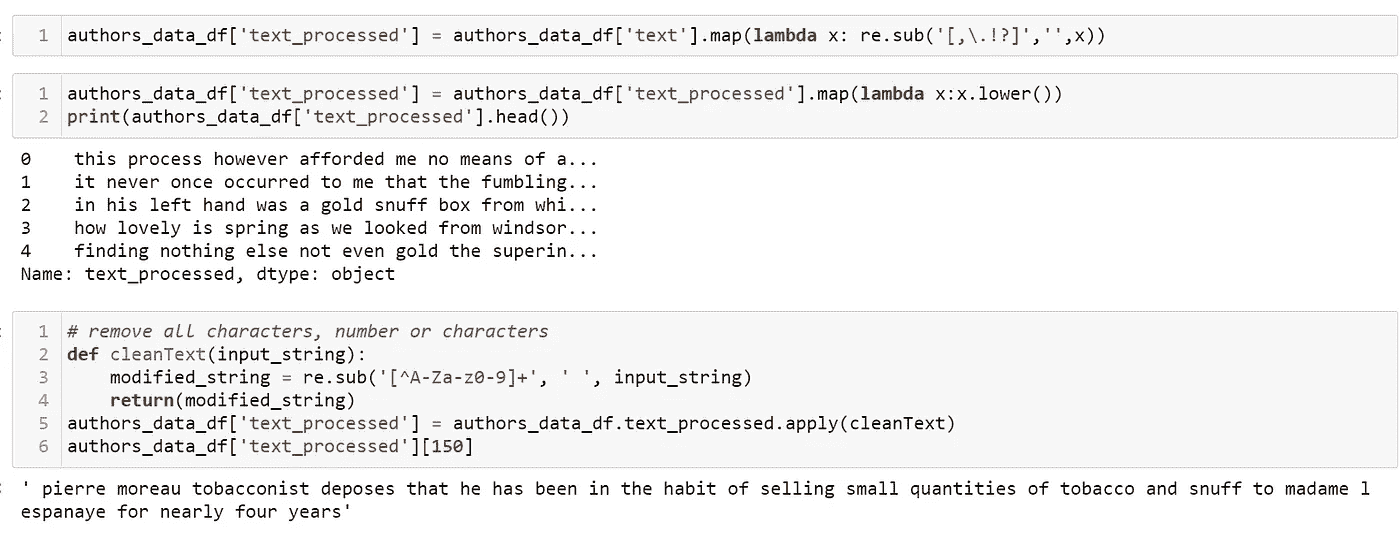 1 authors_data_df['text_processed'] = authors_data_df['text'].map(lambda x: re.sub('[,\.!?]','',x))
1 authors_data_df['text_processed'] = authors_data_df['text_processed'].map(lambda x:x.lower())
2 print(authors_data_df['text_processed'].head())
0    this process however afforded me no means of a...
1    it never once occurred to me that the fumbling...
2    in his left hand was a gold snuff box from whi...
3    how lovely is spring as we looked from windsor...
4    finding nothing else not even gold the superin...
Name: text_processed, dtype: object
1 # remove all characters, number or characters
2 def cleanText(input_string):
3     modified_string = re.sub('[^A-Za-z0-9]+', ' ', input_string)
4     return(modified_string)
5 authors_data_df['text_processed'] = authors_data_df.text_processed.apply(cleanText)
6 authors_data_df['text_processed'][150]
' pierre moreau tobacconist deposes that he has been in the habit of selling small quantities of tobacco and snuff to madame l
espanaye for nearly four years'